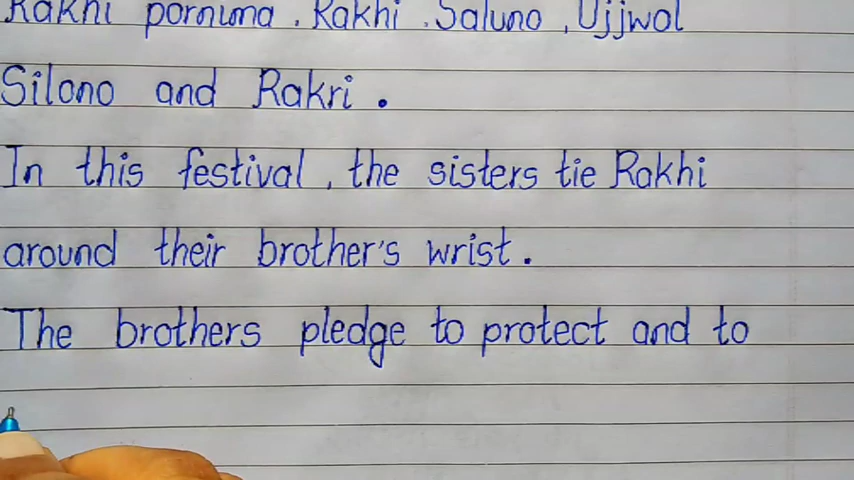 Rakhi pornima . Rakhi . Saluno , Ujjwol
Silono and Rakri .
In this festival , the sisters tie Rakhi
around their brother's wrist .
The brothers pledge to protect and to